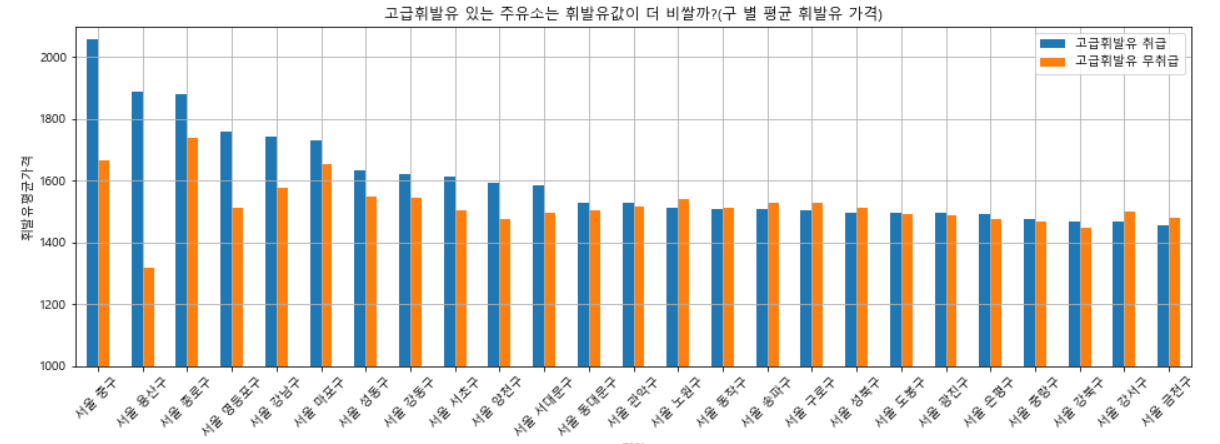 고급휘발유 있는 주유소는 휘발유값이 더 비쌀까?(구 별 평균 휘발유 가격)
고급휘발유 취급
고급휘발유 무취급
휘발유평균가격
2000
1800
1600
1400
1200
1000
서울 중구
서울 용산구
서울 종로구
서울 영등포구
서울 강남구
서울 마포구
서울 성동구
서울 강동구
서울 서초구
서울 양천구
서울 서대문구
서울 동대문구
서울 관악구
서울 노원구
서울 동작구
서울 송파구
서울 구로구
서울 성북구
서울 도봉구
서울 광진구
서울 은평구
서울 중랑구
서울 강북구
서울 강서구
서울 금천구